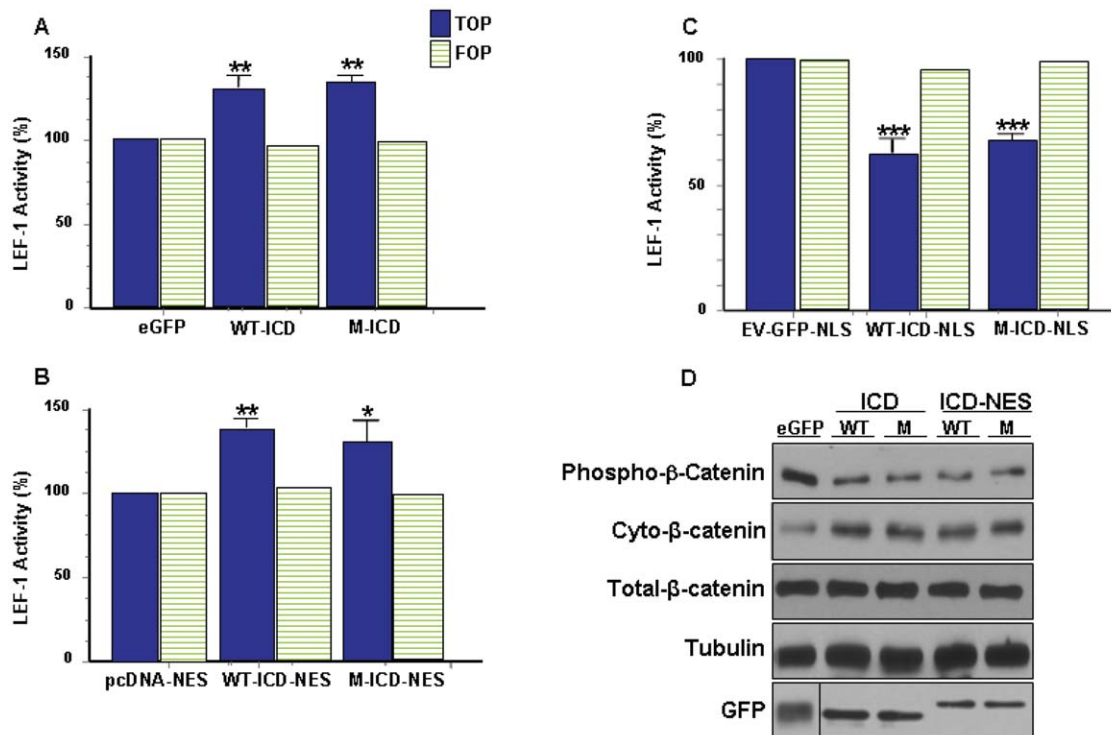 A
TOP
FOP
LEF-1 Activity (%)
150
100
50
0
** **
eGFP WT-ICD M-ICD
B
LEF-1 Activity (%)
150
100
50
0
** *
pcDNA-NES WT-ICD-NES M-ICD-NES
C
LEF-1 Activity (%)
100
50
0
*** ***
EV-GFP-NLS WT-ICD-NLS M-ICD-NLS
D
ICD ICD-NES
eGFP WT M WT M
Phospho-β-Catenin
Cyto-β-catenin
Total-β-catenin
Tubulin
GFP